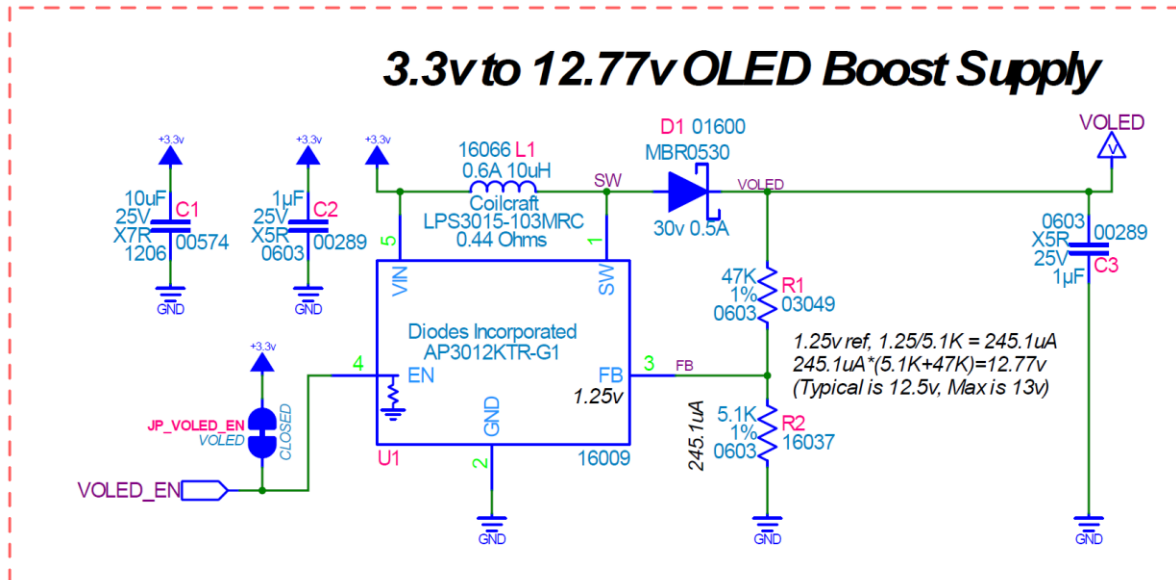 3.3v to 12.77v OLED Boost Supply
+3.3v
+3.3v
+3.3v
10uF
25V
X7R
1206
C1
00574
GND
1µF
25V
X5R
0603
C2
00289
GND
16066 L1
0.6A 10uH
Coilcraft
LPS3015-103MRC
0.44 Ohms
SW
D1 01600
MBR0530
30v 0.5A
VOLED
VOLED
V
0603
X5R
25V
1µF
00289
C3
GND
5
VIN
1
SW
Diodes Incorporated
AP3012KTR-G1
4
EN
FB
3
FB
1.25v
GND
2
U1
16009
GND
47K
1%
0603
R1
03049
1.25v ref, 1.25/5.1K = 245.1uA
245.1uA*(5.1K+47K)=12.77v
(Typical is 12.5v, Max is 13v)
245.1uA
5.1K
1%
0603
R2
16037
GND
+3.3v
JP_VOLED_EN
VOLED
CLOSED
VOLED_EN